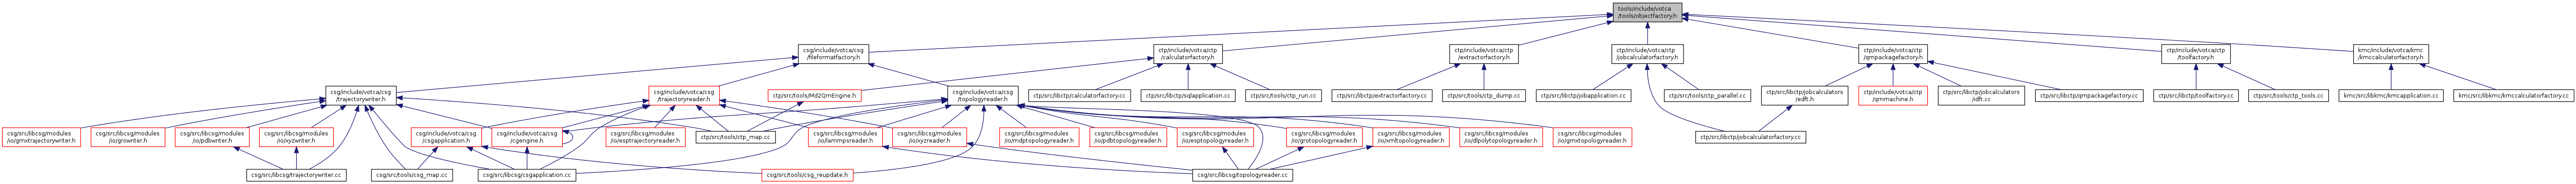 tools/include/votca
/tools/objectfactory.h
csg/include/votca/csg
/fileformatfactory.h
ctp/include/votca/ctp
/calculatorfactory.h
ctp/include/votca/ctp
/extractorfactory.h
ctp/include/votca/ctp
/jobcalculatorfactory.h
ctp/include/votca/ctp
/qmpackagefactory.h
ctp/include/votca/ctp
/toolfactory.h
kmc/include/votca/kmc
/kmccalculatorfactory.h
csg/include/votca/csg
/trajectorywriter.h
csg/include/votca/csg
/trajectoryreader.h
ctp/src/tools/Md2QmEngine.h
csg/include/votca/csg
/topologyreader.h
ctp/src/libctp/calculatorfactory.cc
ctp/src/libctp/sqlapplication.cc
ctp/src/tools/ctp_run.cc
ctp/src/libctp/extractorfactory.cc
ctp/src/tools/ctp_dump.cc
ctp/src/libctp/jobapplication.cc
ctp/src/tools/ctp_parallel.cc
ctp/src/libctp/jobcalculators
/edft.h
ctp/include/votca/ctp
/qmmachine.h
ctp/src/libctp/jobcalculators
/idft.cc
ctp/src/libctp/qmpackagefactory.cc
ctp/src/libctp/toolfactory.cc
ctp/src/tools/ctp_tools.cc
kmc/src/libkmc/kmcapplication.cc
kmc/src/libkmc/kmccalculatorfactory.cc
csg/src/libcsg/modules
/io/gmxtrajectorywriter.h
csg/src/libcsg/modules
/io/growriter.h
csg/src/libcsg/modules
/io/pdbwriter.h
csg/src/libcsg/modules
/io/xyzwriter.h
csg/include/votca/csg
/csgapplication.h
csg/include/votca/csg
/cgengine.h
csg/src/libcsg/modules
/io/esptrajectoryreader.h
ctp/src/tools/ctp_map.cc
csg/src/libcsg/modules
/io/lammpsreader.h
csg/src/libcsg/modules
/io/xyzreader.h
csg/src/libcsg/modules
/io/mdptopologyreader.h
csg/src/libcsg/modules
/io/pdbtopologyreader.h
csg/src/libcsg/modules
/io/esptopologyreader.h
csg/src/libcsg/modules
/io/grotopologyreader.h
csg/src/libcsg/modules
/io/xmltopologyreader.h
csg/src/libcsg/modules
/io/dlpolytopologyreader.h
csg/src/libcsg/modules
/io/gmxtopologyreader.h
ctp/src/libctp/jobcalculatorfactory.cc
csg/src/libcsg/trajectorywriter.cc
csg/src/tools/csg_map.cc
csg/src/libcsg/csgapplication.cc
csg/src/tools/csg_reupdate.h
csg/src/libcsg/topologyreader.cc